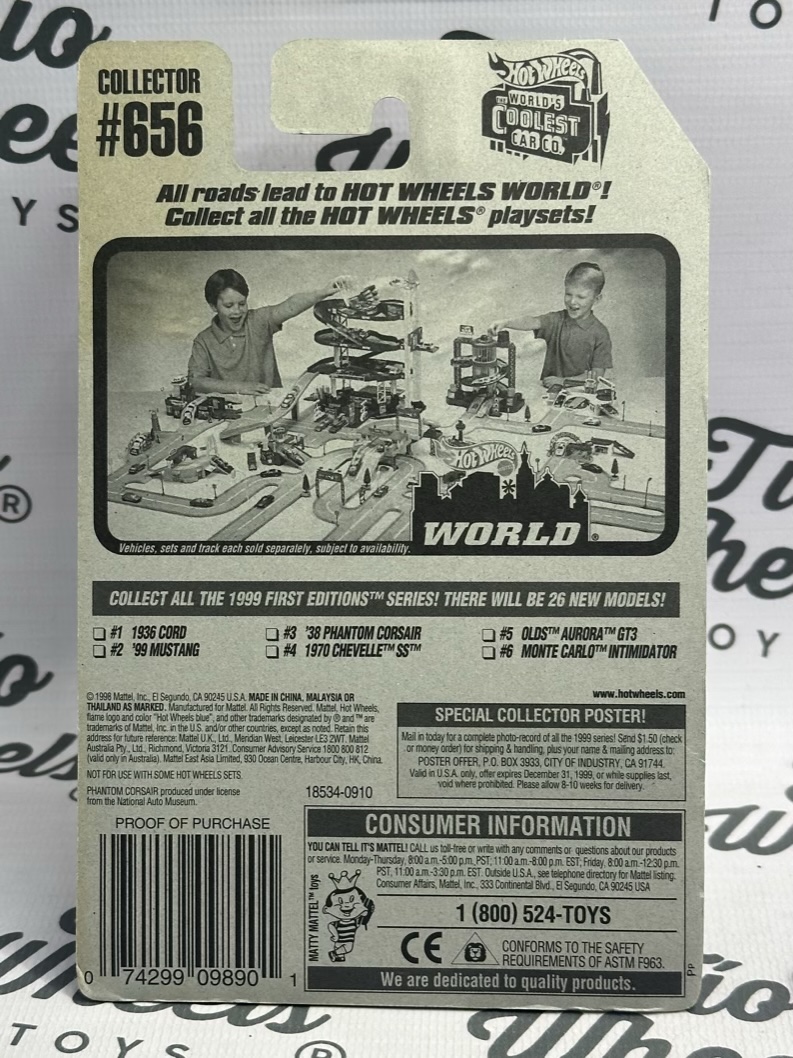 COLLECTOR
#656
Hot Wheels
THE
WORLD'S
COOLEST
CAR CO.
All roads lead to HOT WHEELS WORLD®!
Collect all the HOT WHEELS® playsets!
Hot Wheels
WORLD®
Vehicles, sets and track each sold separately, subject to availability.
COLLECT ALL THE 1999 FIRST EDITIONS™ SERIES! THERE WILL BE 26 NEW MODELS!
#1 1936 CORD
#2 '99 MUSTANG
#3 '38 PHANTOM CORSAIR
#4 1970 CHEVELLE™ SS™
#5 OLDS™ AURORA™ GT3
#6 MONTE CARLO™ INTIMIDATOR
© 1998 Mattel, Inc., El Segundo, CA 90245 U.S.A. MADE IN CHINA, MALAYSIA OR
THAILAND AS MARKED. Manufactured for Mattel. All Rights Reserved. Mattel, Hot Wheels,
flame logo and color "Hot Wheels blue", and other trademarks designated by ® and ™ are
trademarks of Mattel, Inc. in the U.S. and/or other countries, except as noted. Retain this
address for future reference: Mattel U.K., Ltd., Meridian West, Leicester LE3 2WT. Mattel
Australia Pty., Ltd., Richmond, Victoria 3121. Consumer Advisory Service 1800 800 812
(valid only in Australia). Mattel East Asia Limited, 930 Ocean Centre, Harbour City, HK, China.
NOT FOR USE WITH SOME HOT WHEELS SETS.
PHANTOM CORSAIR produced under license
from the National Auto Museum.
18534-0910
www.hotwheels.com
SPECIAL COLLECTOR POSTER!
Mail in today for a complete photo-record of all the 1999 series! Send $1.50 (check
or money order) for shipping & handling, plus your name & mailing address to:
POSTER OFFER, P.O. BOX 3933, CITY OF INDUSTRY, CA 91744.
Valid in U.S.A. only, offer expires December 31, 1999, or while supplies last,
void where prohibited. Please allow 8-10 weeks for delivery.
PROOF OF PURCHASE
0 74299 09890 1
CONSUMER INFORMATION
YOU CAN TELL IT'S MATTEL! CALL us toll-free or write with any comments or questions about our products
or service. Monday-Thursday, 8:00 a.m.-5:00 p.m. PST; 11:00 a.m.-8:00 p.m. EST; Friday, 8:00 a.m.-12:30 p.m.
PST, 11:00 a.m.-3:30 p.m. EST. Outside U.S.A., see telephone directory for Mattel listing.
Consumer Affairs, Mattel, Inc., 333 Continental Blvd., El Segundo, CA 90245 USA
MATTY MATTEL™ toys
1 (800) 524-TOYS
CE
CONFORMS TO THE SAFETY
REQUIREMENTS OF ASTM F963.
We are dedicated to quality products.
PP
Wheels
TOYS
®